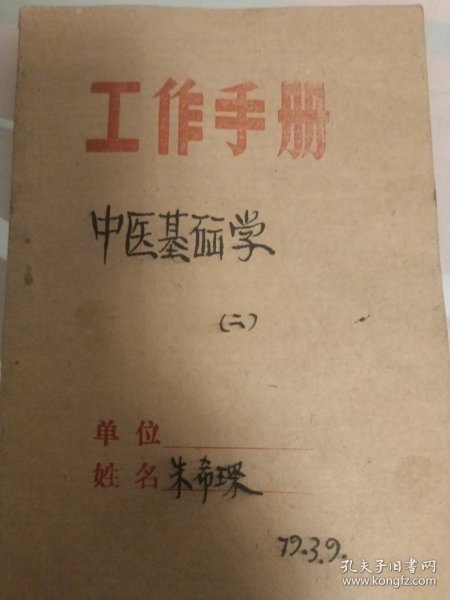 工作手册
中医基础学
(二)
单位
姓名 朱希琛
79.3.9.
孔夫子旧书网
www.kongfz.com